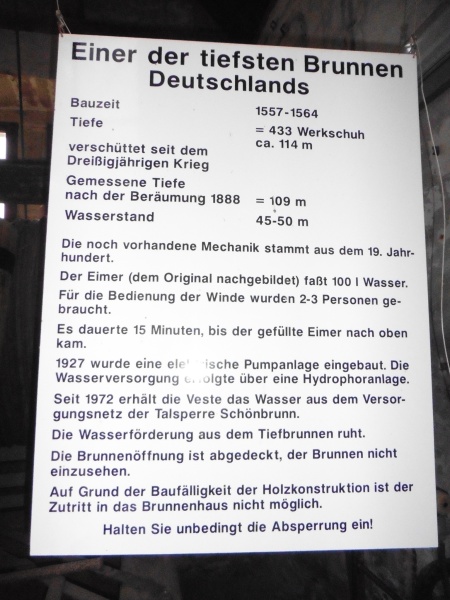 Einer der tiefsten Brunnen
Deutschlands
Bauzeit 1557-1564
Tiefe = 433 Werkschuh
ca. 114 m
verschüttet seit dem
Dreißigjährigen Krieg
Gemessene Tiefe
nach der Beräumung 1888 = 109 m
Wasserstand 45-50 m
Die noch vorhandene Mechanik stammt aus dem 19. Jahr-
hundert.
Der Eimer (dem Original nachgebildet) faßt 100 l Wasser.
Für die Bedienung der Winde wurden 2-3 Personen ge-
braucht.
Es dauerte 15 Minuten, bis der gefüllte Eimer nach oben
kam.
1927 wurde eine elektrische Pumpanlage eingebaut. Die
Wasserversorgung erfolgte über eine Hydrophoranlage.
Seit 1972 erhält die Veste das Wasser aus dem Versor-
gungsnetz der Talsperre Schönbrunn.
Die Wasserförderung aus dem Tiefbrunnen ruht.
Die Brunnenöffnung ist abgedeckt, der Brunnen nicht
einzusehen.
Auf Grund der Baufälligkeit der Holzkonstruktion ist der
Zutritt in das Brunnenhaus nicht möglich.
Halten Sie unbedingt die Absperrung ein!